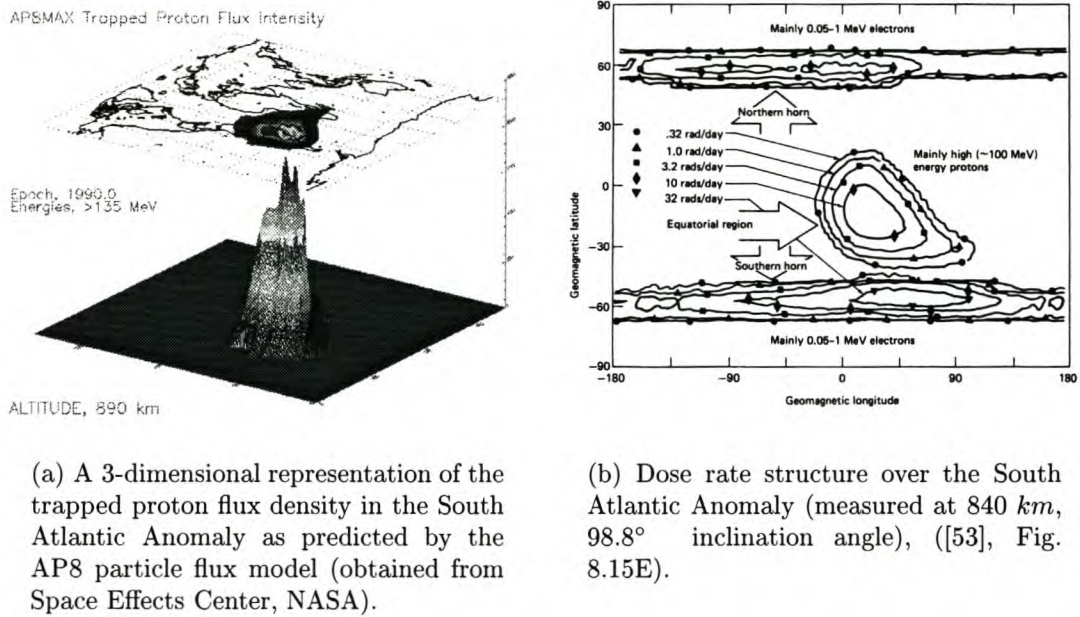 AP8MAX Trapped Proton Flux Intensity
Epoch, 1990.0
Energies, >135 MeV
ALTITUDE, 890 km
(a) A 3-dimensional representation of the
trapped proton flux density in the South
Atlantic Anomaly as predicted by the
AP8 particle flux model (obtained from
Space Effects Center, NASA).
90
60
30
0
−30
−60
−90
Geomagnetic latitude
Mainly 0.05-1 MeV electrons
Northern horn
.32 rad/day
1.0 rad/day
3.2 rads/day
10 rads/day
32 rads/day
Mainly high (~100 MeV)
energy protons
Equatorial region
Southern horn
Mainly 0.05-1 MeV electrons
−180
−90
0
90
180
Geomagnetic longitude
(b) Dose rate structure over the South
Atlantic Anomaly (measured at 840 km,
98.8° inclination angle), ([53], Fig.
8.15E).